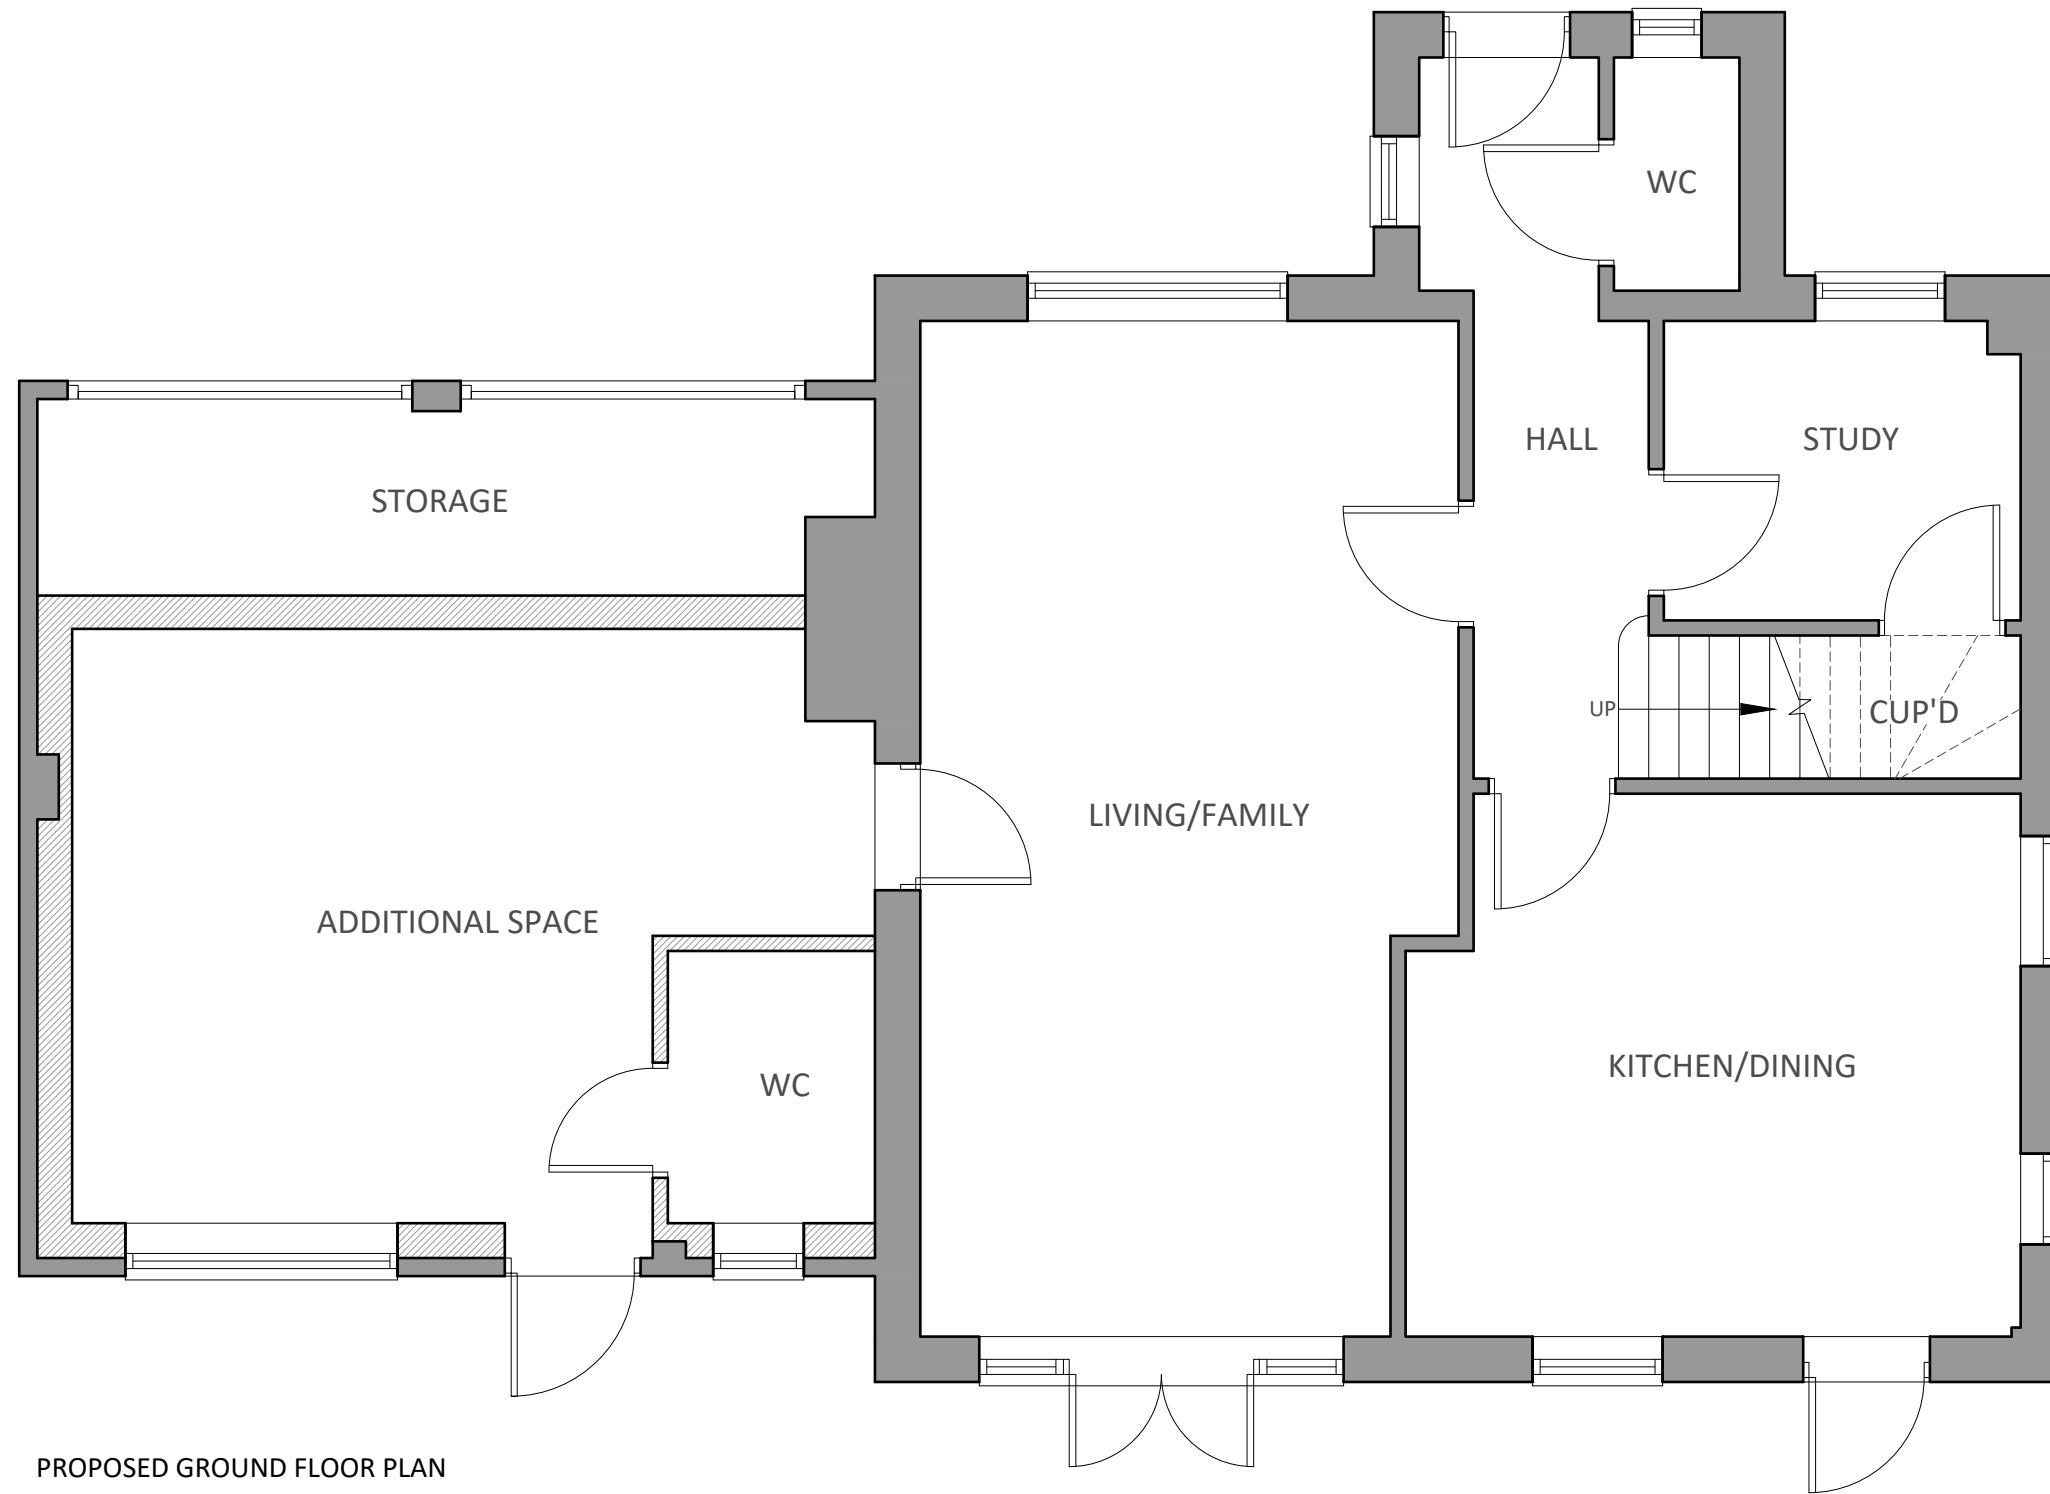 WC
HALL
STUDY
STORAGE
UP
CUP'D
LIVING/FAMILY
ADDITIONAL SPACE
KITCHEN/DINING
WC
PROPOSED GROUND FLOOR PLAN